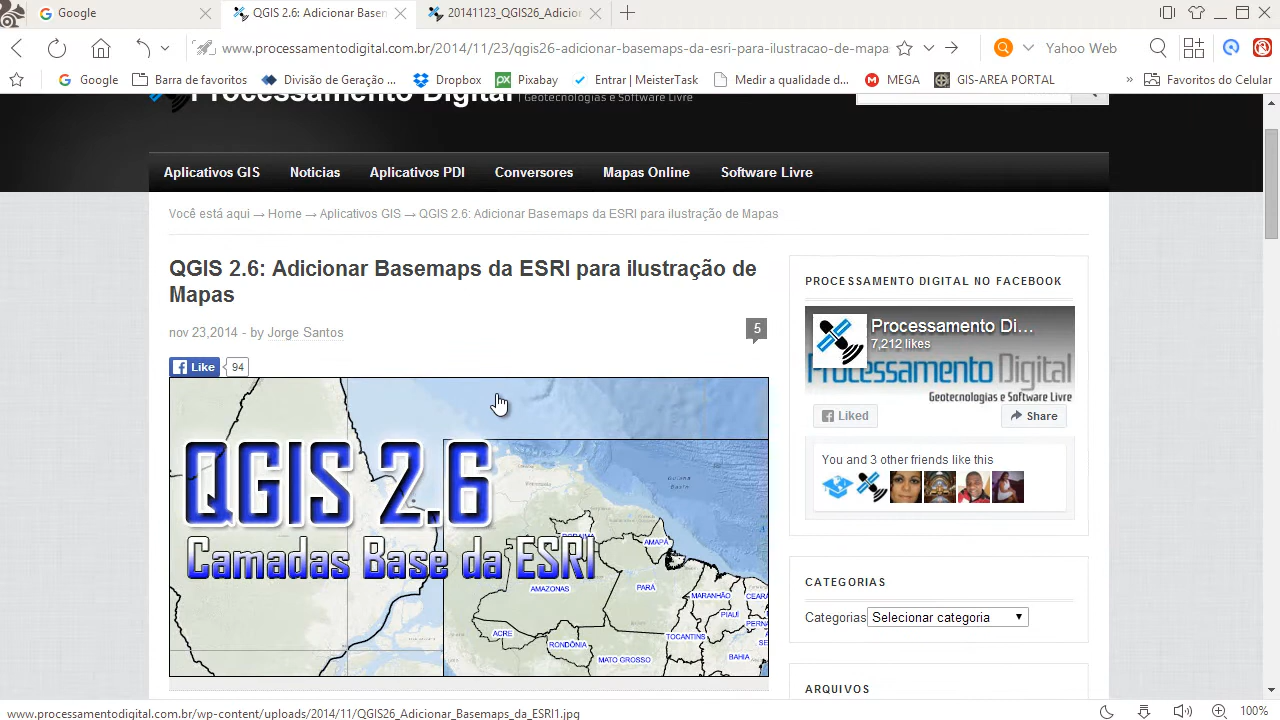 Google
QGIS 2.6: Adicionar Basen
20141123_QGIS26_Adicior
www.processamentodigital.com.br/2014/11/23/qgis26-adicionar-basemaps-da-esri-para-ilustracao-de-mapa
Yahoo Web
Google
Barra de favoritos
Divisão de Geração ...
Dropbox
Pixabay
Entrar | MeisterTask
Medir a qualidade d...
MEGA
GIS-AREA PORTAL
»
Favoritos do Celular
Processamento Digital
| Geotecnologias e Software Livre
Aplicativos GIS
Noticias
Aplicativos PDI
Conversores
Mapas Online
Software Livre
Você está aqui → Home → Aplicativos GIS → QGIS 2.6: Adicionar Basemaps da ESRI para ilustração de Mapas
QGIS 2.6: Adicionar Basemaps da ESRI para ilustração de
Mapas
nov 23,2014 - by Jorge Santos
5
Like
94
QGIS 2.6
Camadas Base da ESRI
RORAIMA
AMAPÁ
AMAZONAS
PARÁ
MARANHÃO
CEARA
PIAUÍ
PERNA
ACRE
RONDÔNIA
TOCANTINS
MATO GROSSO
BAHIA
PROCESSAMENTO DIGITAL NO FACEBOOK
Processamento Di...
7,212 likes
Processamento Digital
Geotecnologias e Software Livre
Liked
Share
You and 3 other friends like this
CATEGORIAS
Categorias
Selecionar categoria
ARQUIVOS
www.processamentodigital.com.br/wp-content/uploads/2014/11/QGIS26_Adicionar_Basemaps_da_ESRI1.jpg
100%